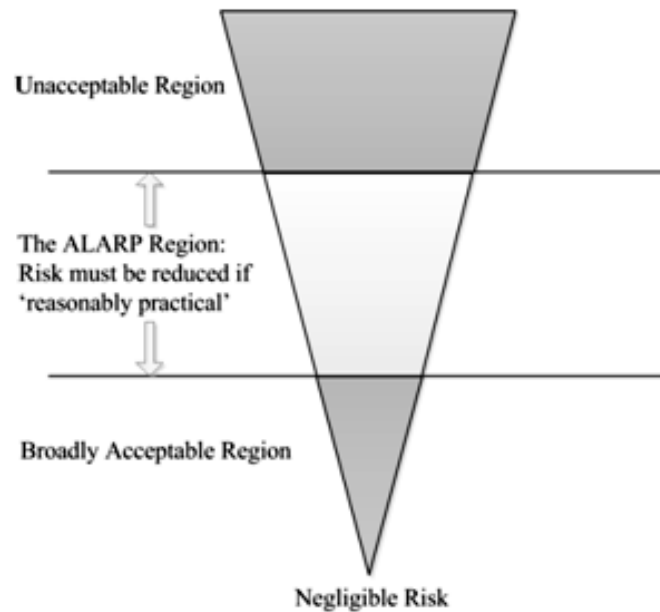 Unacceptable Region
The ALARP Region:
Risk must be reduced if
‘reasonably practical’
Broadly Acceptable Region
Negligible Risk